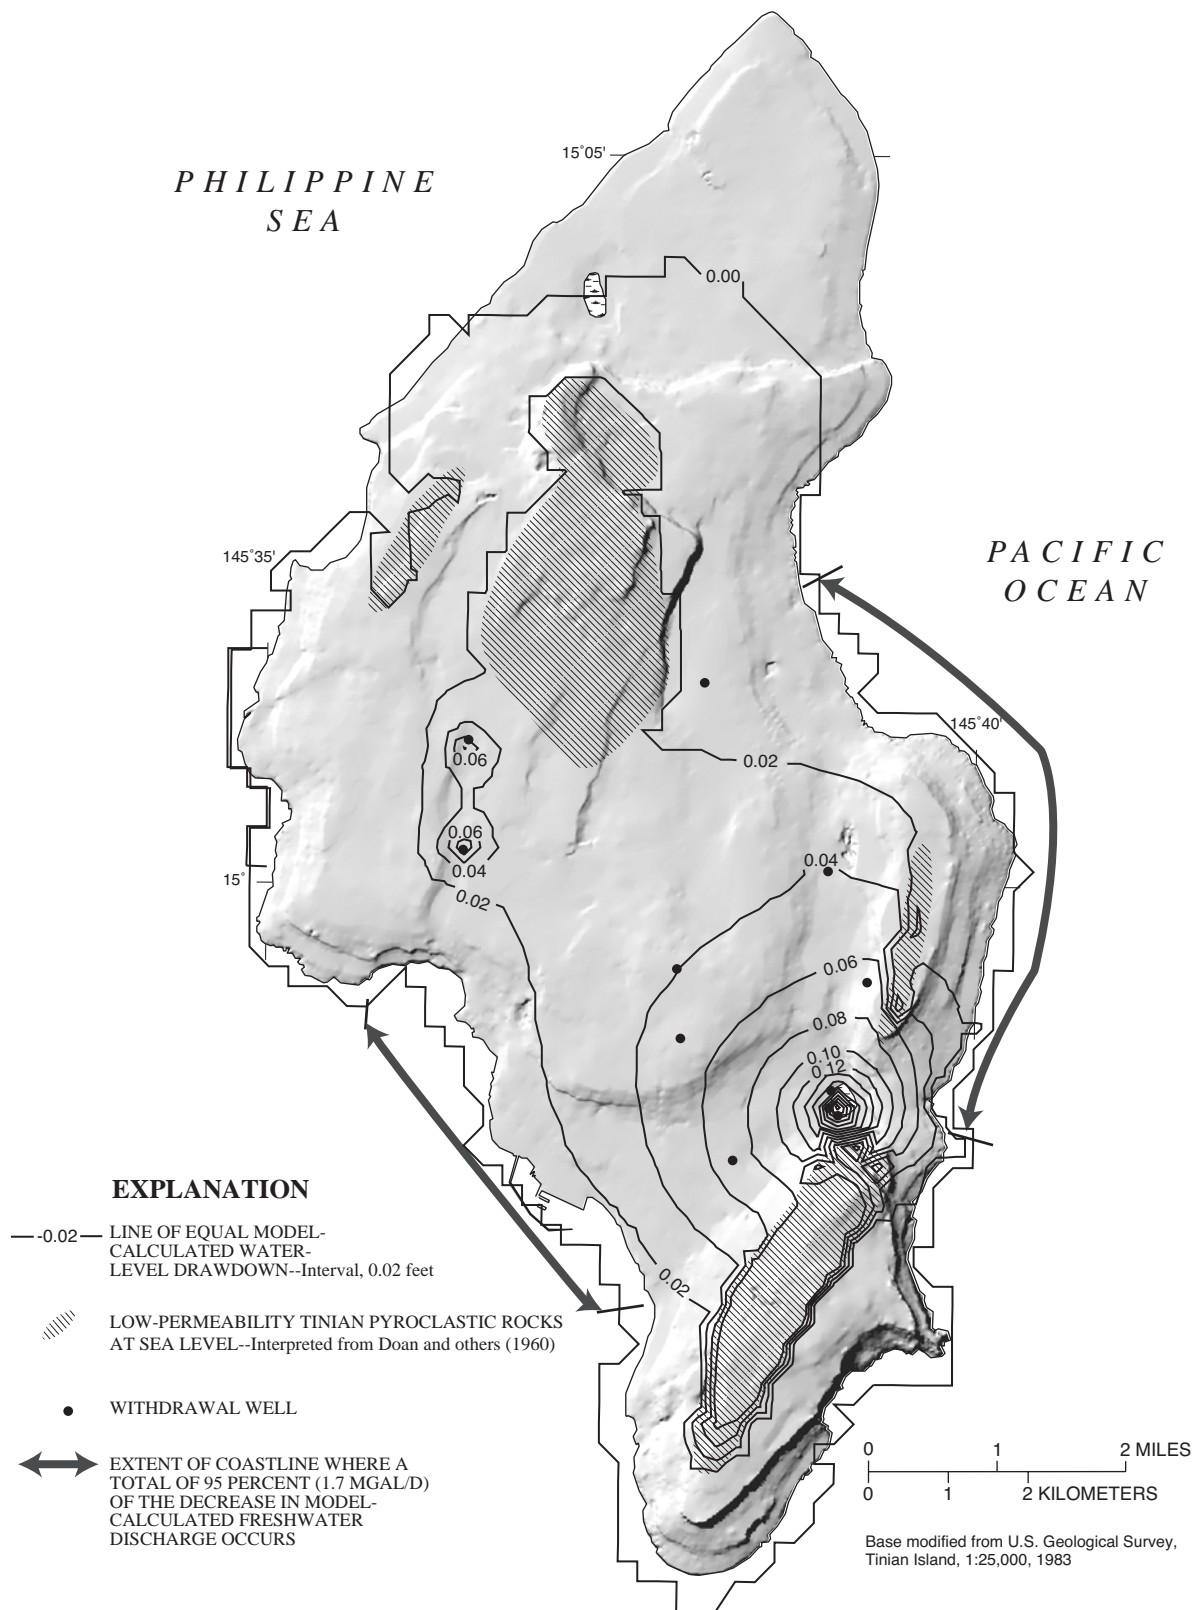 15°05'
PHILIPPINE
SEA
0.00
145°35'
PACIFIC
OCEAN
145°40'
0.02
0.06
0.06
0.04
0.04
15°
0.02
0.06
0.08
0.10
0.12
0.02
EXPLANATION
-0.02
LINE OF EQUAL MODEL-
CALCULATED WATER-
LEVEL DRAWDOWN--Interval, 0.02 feet
LOW-PERMEABILITY TINIAN PYROCLASTIC ROCKS
AT SEA LEVEL--Interpreted from Doan and others (1960)
WITHDRAWAL WELL
EXTENT OF COASTLINE WHERE A
TOTAL OF 95 PERCENT (1.7 MGAL/D)
OF THE DECREASE IN MODEL-
CALCULATED FRESHWATER
DISCHARGE OCCURS
0 1 2 MILES
0 1 2 KILOMETERS
Base modified from U.S. Geological Survey,
Tinian Island, 1:25,000, 1983